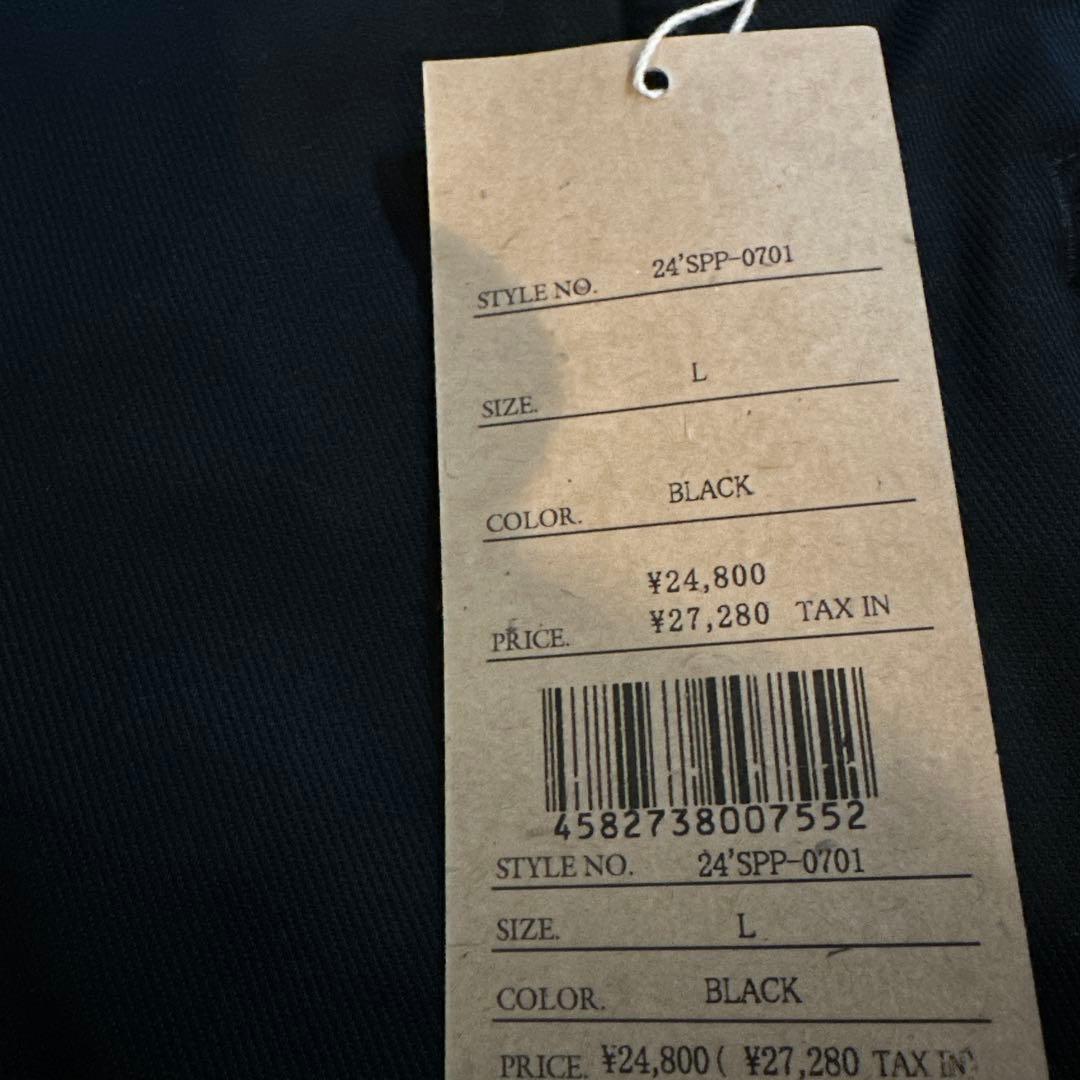 STYLE NO. 24'SPP-0701
SIZE. L
COLOR. BLACK
¥24,800
PRICE. ¥27,280 TAX IN
4582738007552
STYLE NO. 24'SPP-0701
SIZE. L
COLOR. BLACK
PRICE. ¥24,800 ( ¥27,280 TAX IN)